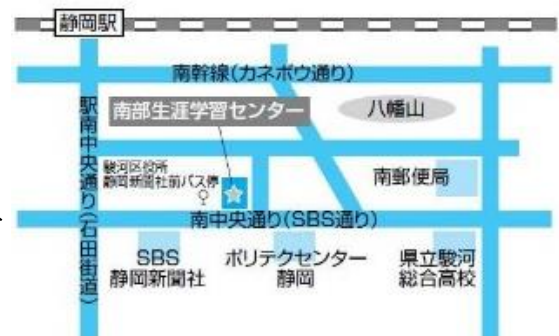 静岡駅
南幹線(カネボウ通り)
南部生涯学習センター
八幡山
駅南中央通り(石田街道)
駿河区役所
静岡新聞社前バス停
南郵便局
南中央通り(SBS通り)
SBS
静岡新聞社
ポリテクセンター
静岡
県立駿河
総合高校